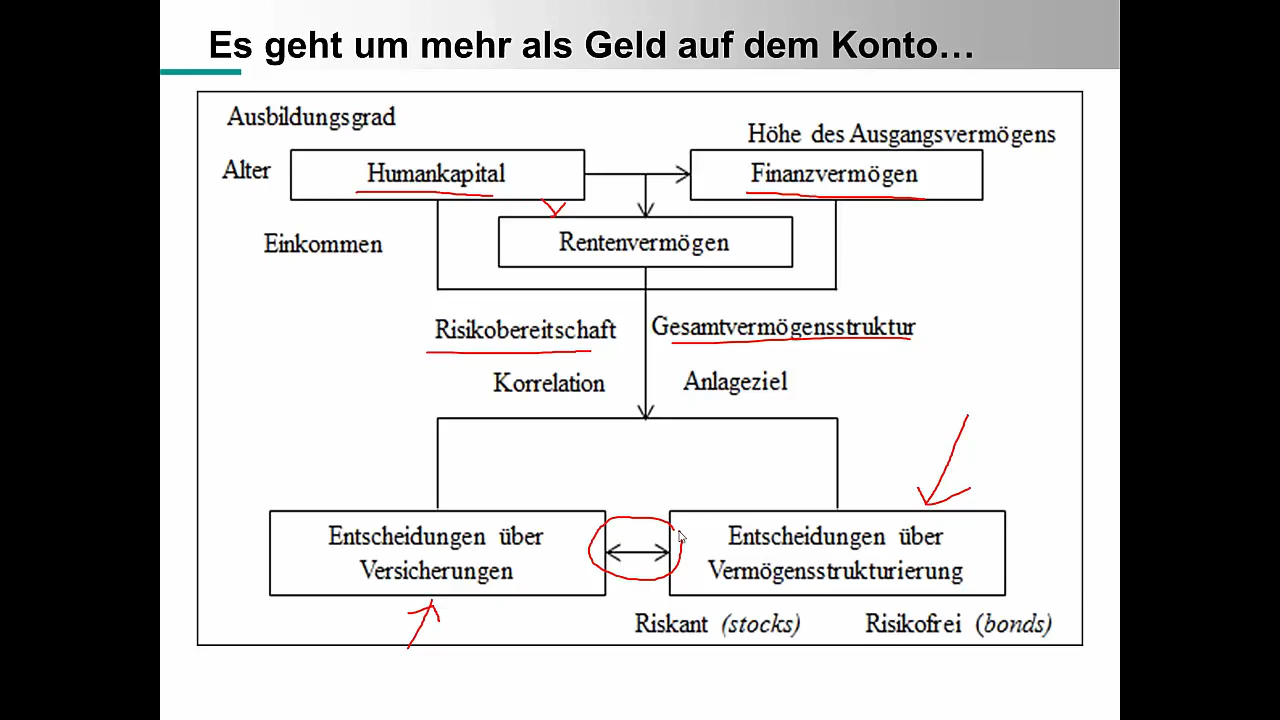 Es geht um mehr als Geld auf dem Konto…
Ausbildungsgrad
Höhe des Ausgangsvermögens
Alter
Humankapital
Finanzvermögen
Einkommen
Rentenvermögen
Risikobereitschaft
Gesamtvermögensstruktur
Korrelation
Anlageziel
Entscheidungen über
Versicherungen
Entscheidungen über
Vermögensstrukturierung
Riskant (stocks)
Risikofrei (bonds)